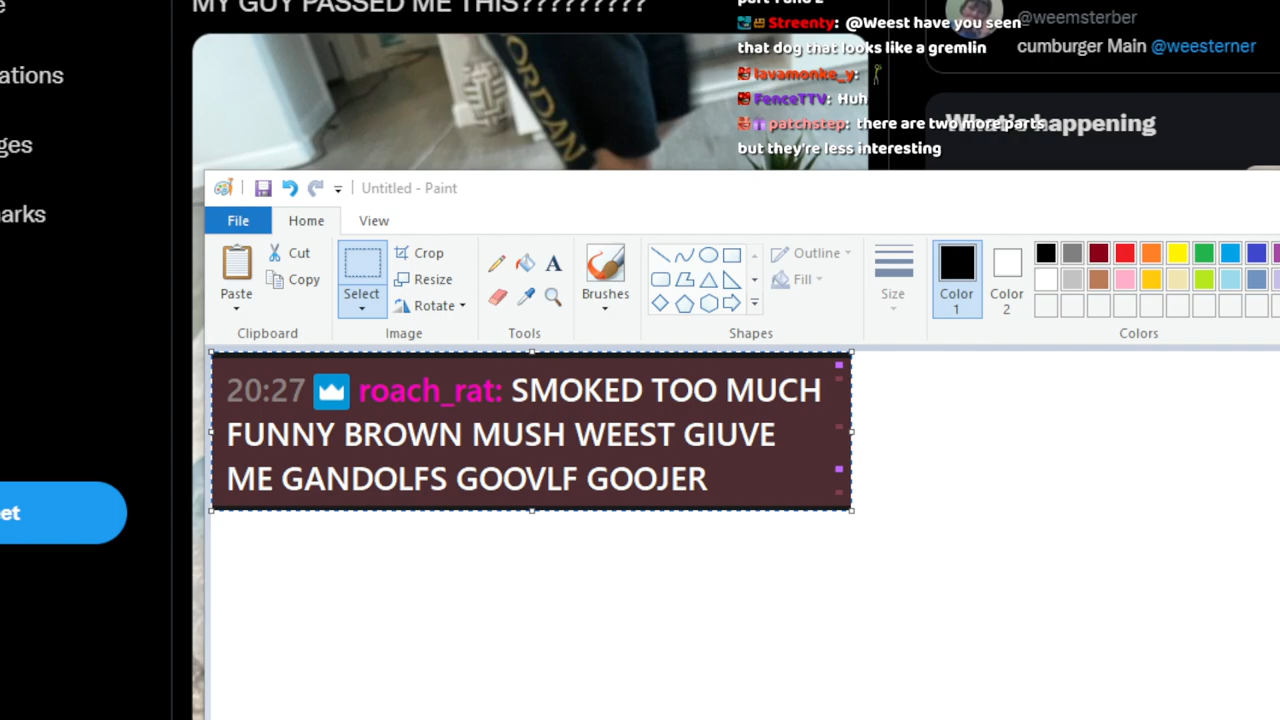 MY GUY PASSED ME THIS?????????
ations
ges
arks
et
ORDAN
Streenty: @Weest have you seen
that dog that looks like a gremlin
lavamonke_y:
FenceTTV: Huh
patchstep: there are two more parts
but they're less interesting
@weemsterber
cumburger Main @weesterner
What's happening
Untitled - Paint
File Home View
Paste
Cut
Copy
Clipboard
Select
Crop
Resize
Rotate
Image
Tools
Brushes
Outline
Fill
Shapes
Size
Color
1
Color
2
Colors
20:27 roach_rat: SMOKED TOO MUCH
FUNNY BROWN MUSH WEEST GIUVE
ME GANDOLFS GOOVLF GOOJER